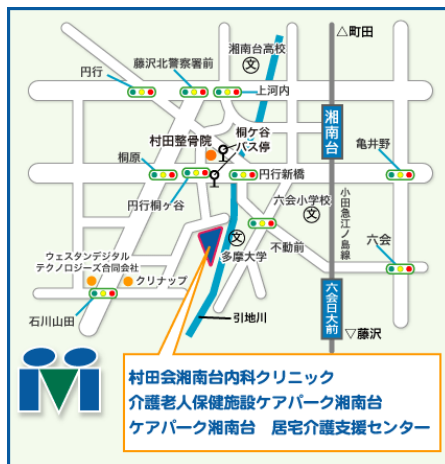 △町田
湘南台高校
文
藤沢北警察署前
円行
上河内
湘南台
桐ケ谷
バス停
村田整骨院
亀井野
桐原
円行新橋
円行桐ヶ谷
六会小学校
文
小田急江ノ島線
不動前
六会
文
多摩大学
ウェスタンデジタル
テクノロジーズ合同会社
クリナップ
石川山田
引地川
六会日大前
▽藤沢
村田会湘南台内科クリニック
介護老人保健施設ケアパーク湘南台
ケアパーク湘南台　居宅介護支援センター